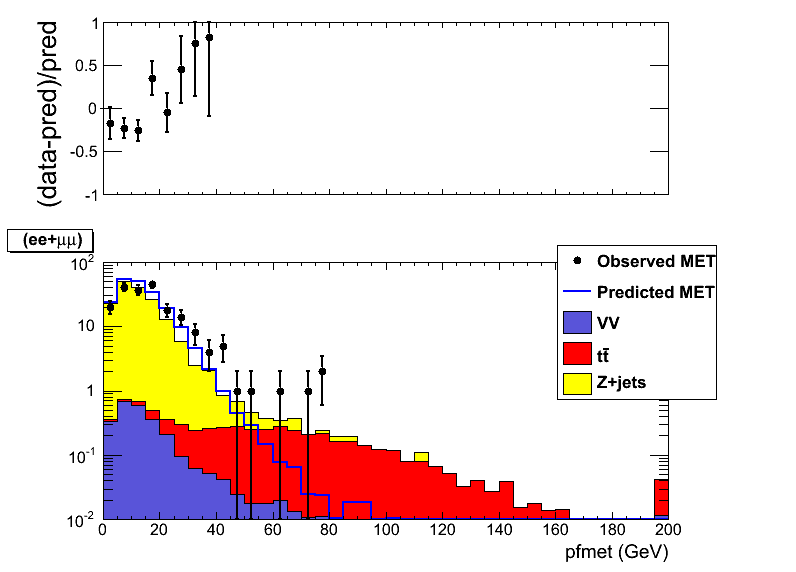 (data-pred)/pred
1
0.5
0
-0.5
-1
(ee+μμ)
Observed MET
Predicted MET
VV
tt̄
Z+jets
10²
10
1
10⁻¹
10⁻²
0 20 40 60 80 100 120 140 160 180 200
pfmet (GeV)